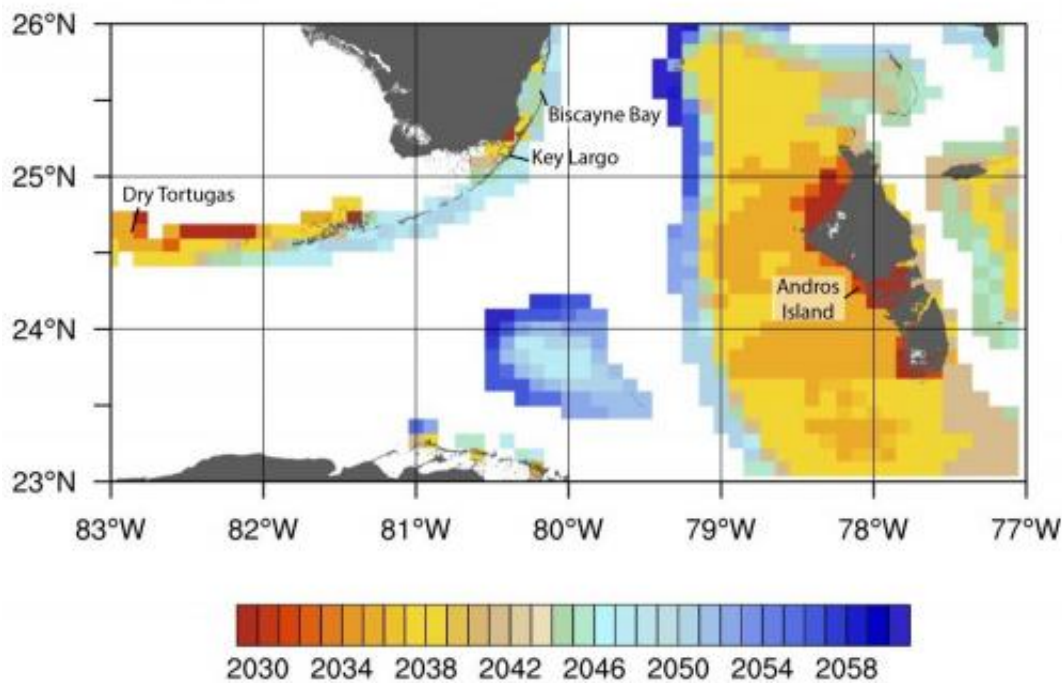 26°N
Biscayne Bay
Key Largo
25°N
Dry Tortugas
Andros
Island
24°N
23°N
83°W 82°W 81°W 80°W 79°W 78°W 77°W
2030 2034 2038 2042 2046 2050 2054 2058